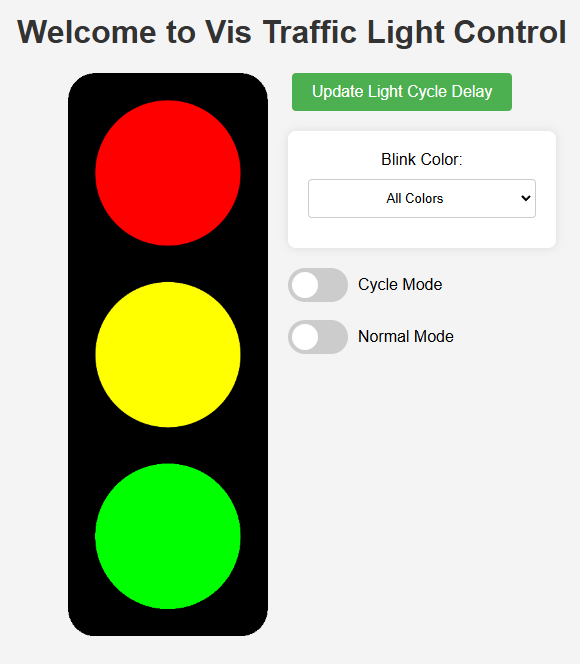 Welcome to Vis Traffic Light Control
Update Light Cycle Delay
Blink Color:
All Colors
Cycle Mode
Normal Mode